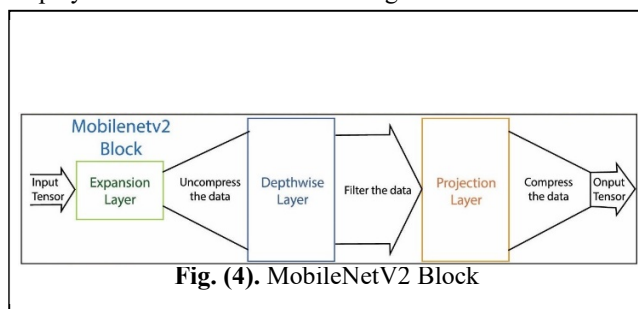 Mobilenetv2
Block
Input
Tensor
Expansion
Layer
Uncompress
the data
Depthwise
Layer
Filter the data
Projection
Layer
Compress
the data
Onput
Tensor
Fig. (4). MobileNetV2 Block